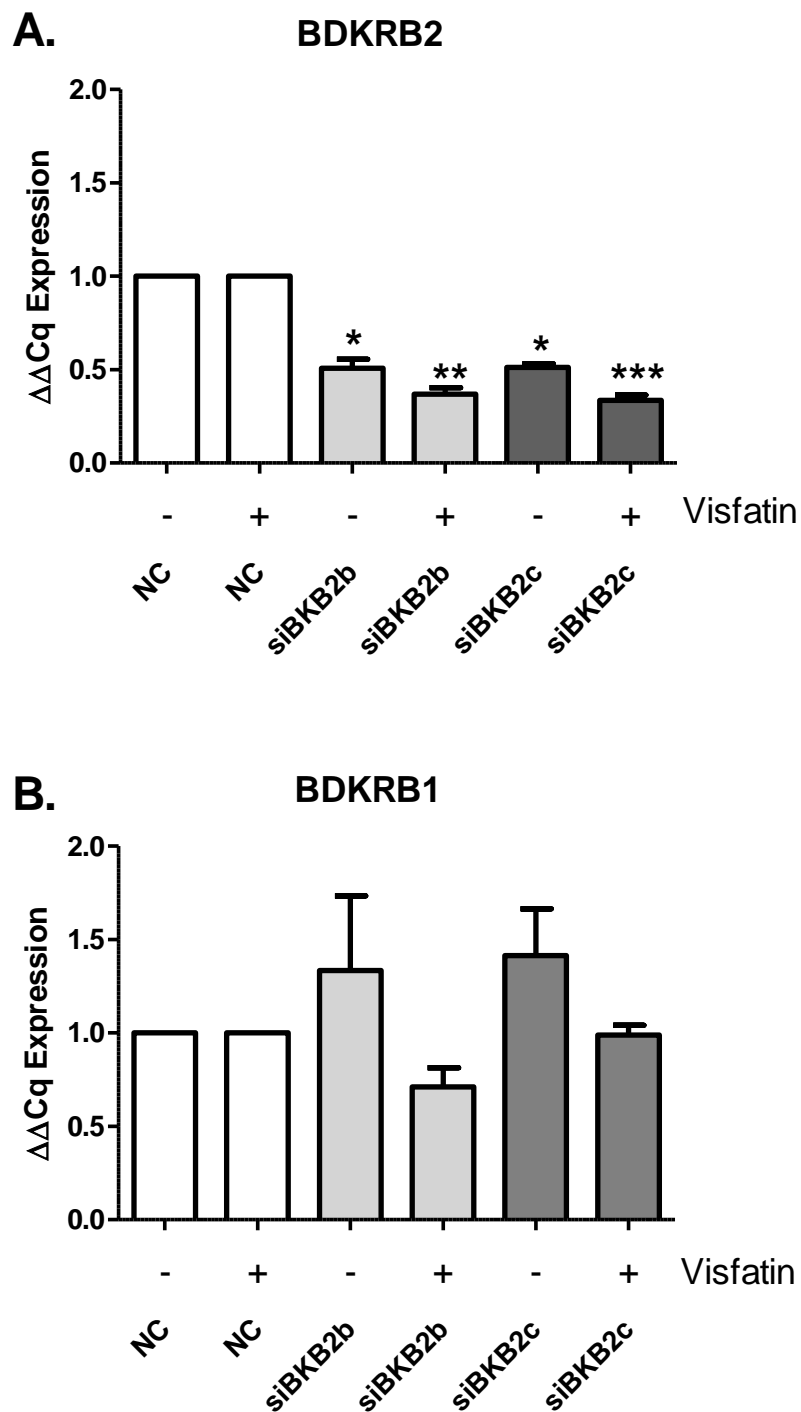 A.
BDKRB2
2.0
1.5
1.0
0.5
0.0
ΔΔCq Expression
* ** * ***
- + - + - + Visfatin
NC NC siBKB2b siBKB2b siBKB2c siBKB2c
B.
BDKRB1
2.0
1.5
1.0
0.5
0.0
ΔΔCq Expression
- + - + - + Visfatin
NC NC siBKB2b siBKB2b siBKB2c siBKB2c